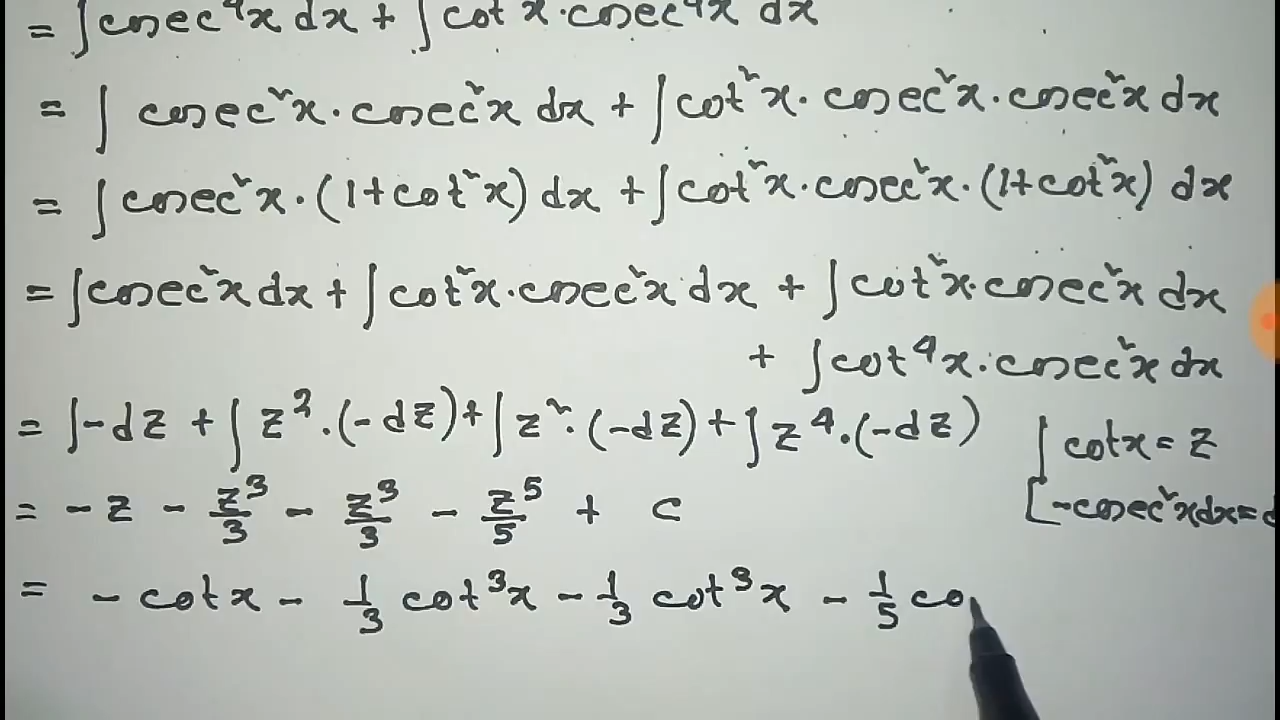 = ∫cosec⁴x dx + ∫cot²x·cosec⁴x dx
= ∫ cosec²x·cosec²x dx + ∫cot²x·cosec²x·cosec²x dx
= ∫cosec²x·(1+cot²x) dx + ∫cot²x·cosec²x·(1+cot²x) dx
= ∫cosec²x dx + ∫cot²x·cosec²x dx + ∫cot²x·cosec²x dx
+ ∫cot⁴x·cosec²x dx
= ∫-dz + ∫z²·(-dz) + ∫z²·(-dz) + ∫z⁴·(-dz)
cotx = z
= -z - z³/3 - z³/3 - z⁵/5 + c
-cosec²xdx = d
= -cotx - 1/3 cot³x - 1/3 cot³x - 1/5 co